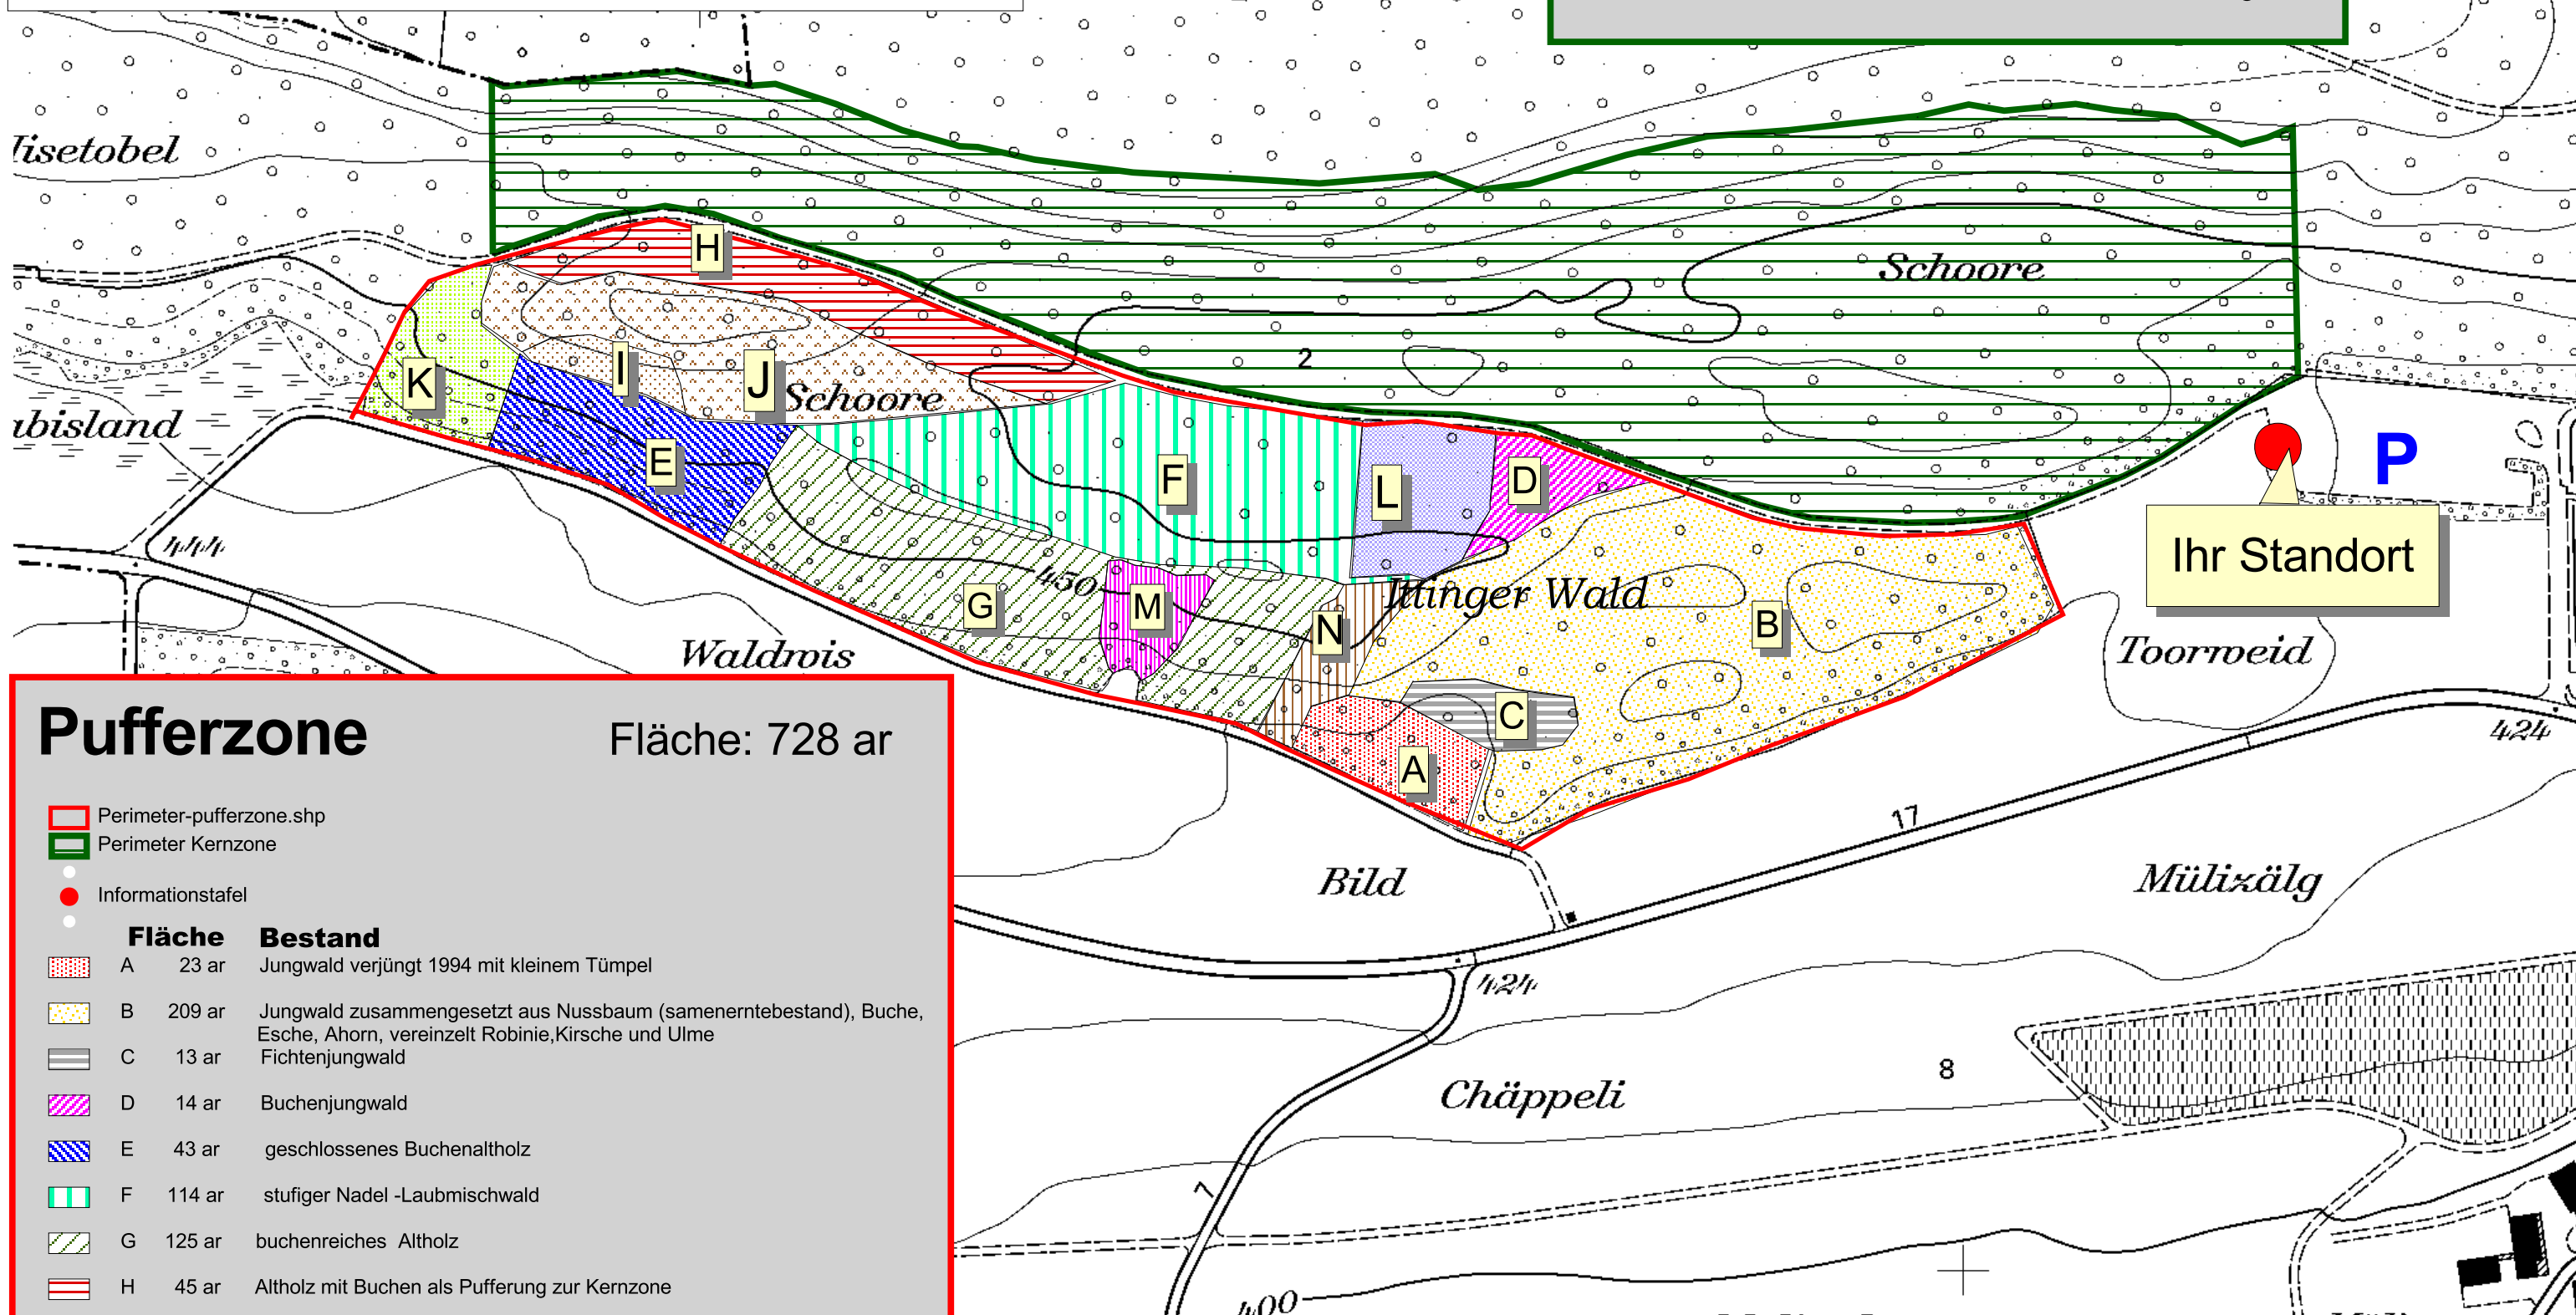 Schoore
H
2
I
J
Schoore
K
E
F
L
D
P
Ihr Standort
444
450
G
M
N
Ittinger Wald
B
Toorweid
Waldwis
C
A
424
17
Bild
Mülizälg
424
8
Chäppeli
7
400
Pufferzone Fläche: 728 ar
Perimeter-pufferzone.shp
Perimeter Kernzone
Informationstafel
Fläche Bestand
A 23 ar Jungwald verjüngt 1994 mit kleinem Tümpel
B 209 ar Jungwald zusammengesetzt aus Nussbaum (samenerntebestand), Buche,
Esche, Ahorn, vereinzelt Robinie,Kirsche und Ulme
C 13 ar Fichtenjungwald
D 14 ar Buchenjungwald
E 43 ar geschlossenes Buchenaltholz
F 114 ar stufiger Nadel -Laubmischwald
G 125 ar buchenreiches Altholz
H 45 ar Altholz mit Buchen als Pufferung zur Kernzone